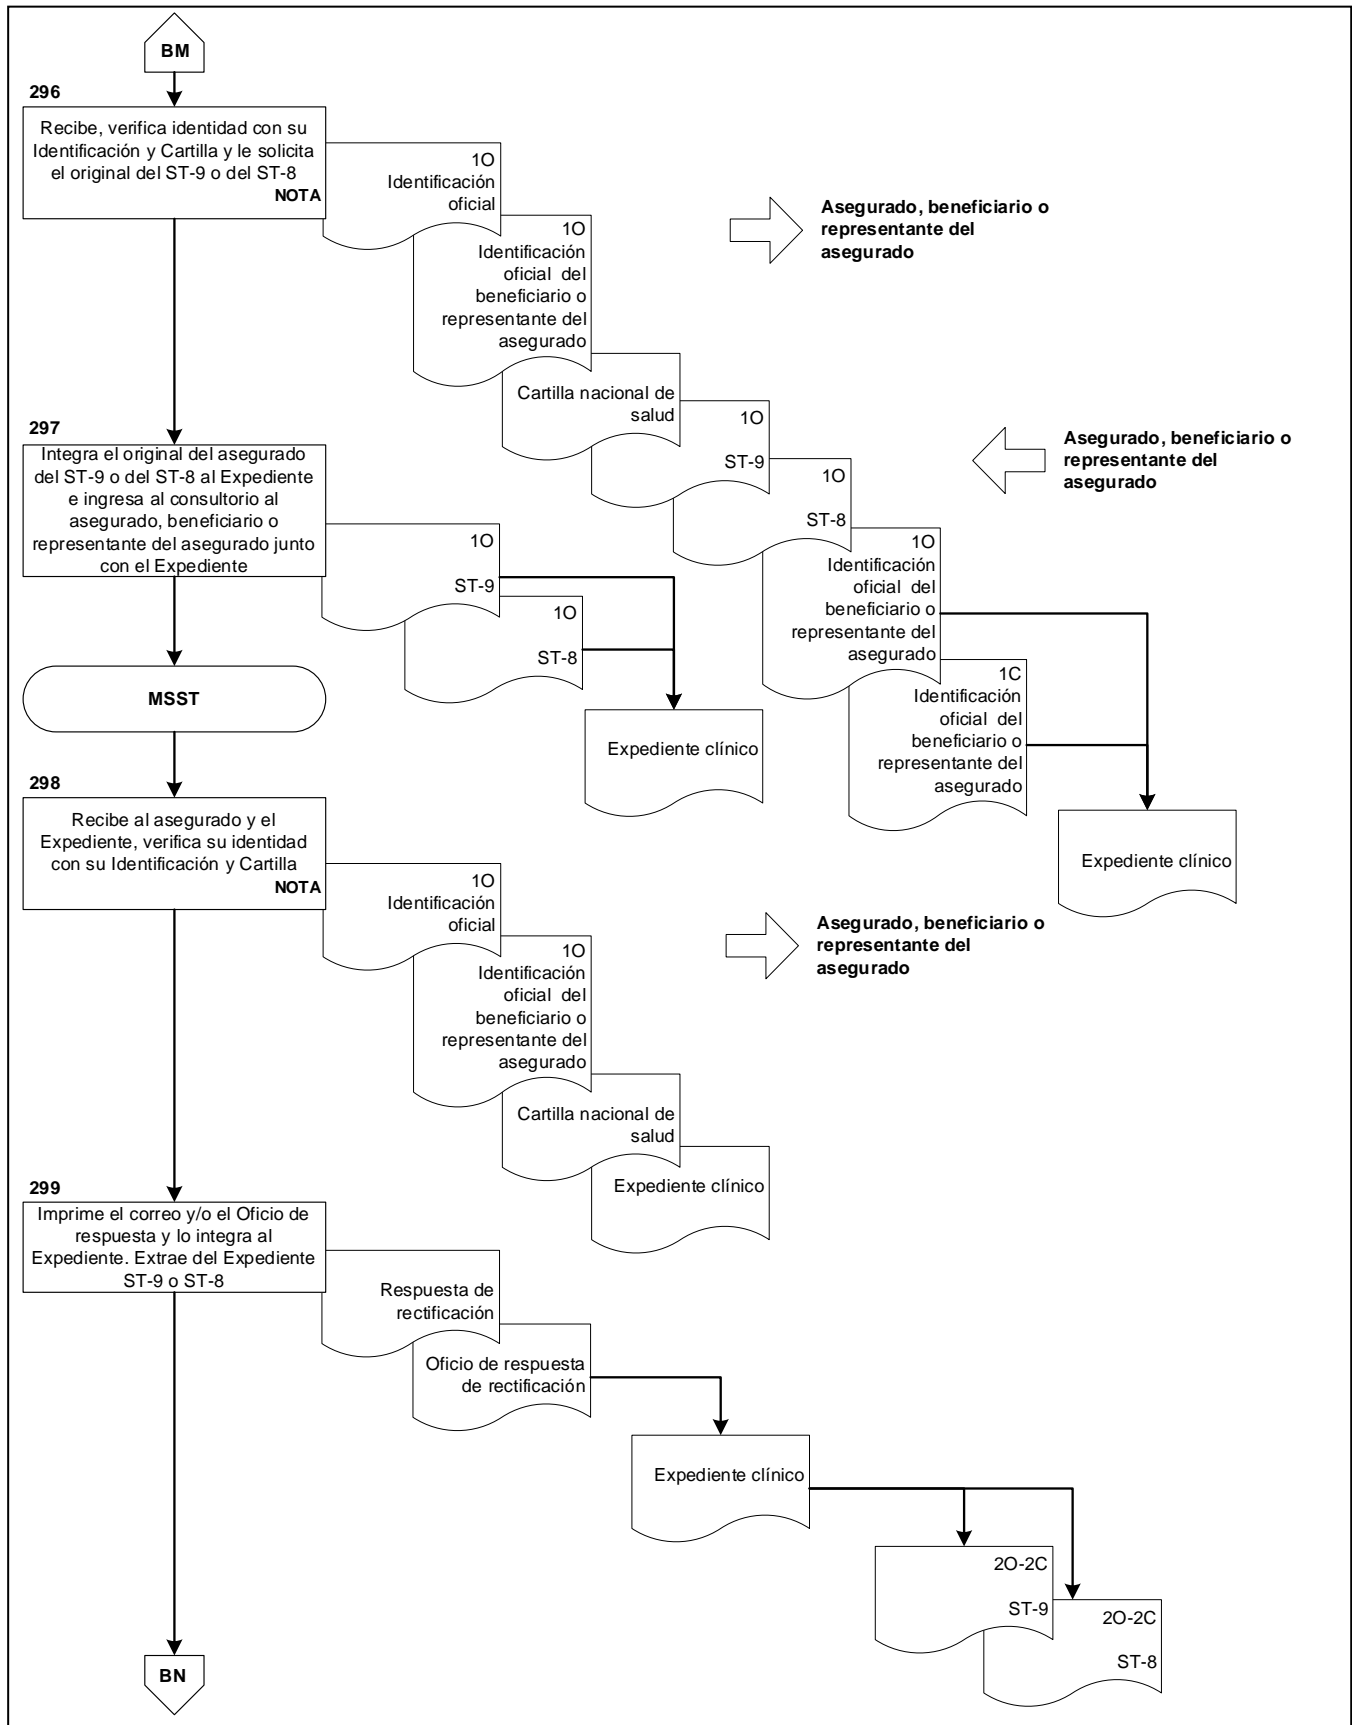 BM
296
Recibe, verifica identidad con su
Identificación y Cartilla y le solicita
el original del ST-9 o del ST-8
NOTA
1O
Identificación
oficial
1O
Identificación
oficial del
beneficiario o
representante del
asegurado
Cartilla nacional de
salud
1O
ST-9
1O
ST-8
1O
Identificación
oficial del
beneficiario o
representante del
asegurado
1C
Identificación
oficial del
beneficiario o
representante del
asegurado
Expediente clínico
Asegurado, beneficiario o
representante del
asegurado
Asegurado, beneficiario o
representante del
asegurado
297
Integra el original del asegurado
del ST-9 o del ST-8 al Expediente
e ingresa al consultorio al
asegurado, beneficiario o
representante del asegurado junto
con el Expediente
1O
ST-9
1O
ST-8
Expediente clínico
MSST
298
Recibe al asegurado y el
Expediente, verifica su identidad
con su Identificación y Cartilla
NOTA
1O
Identificación
oficial
1O
Identificación
oficial del
beneficiario o
representante del
asegurado
Cartilla nacional de
salud
Expediente clínico
Asegurado, beneficiario o
representante del
asegurado
299
Imprime el correo y/o el Oficio de
respuesta y lo integra al
Expediente. Extrae del Expediente
ST-9 o ST-8
Respuesta de
rectificación
Oficio de respuesta
de rectificación
Expediente clínico
2O-2C
ST-9
2O-2C
ST-8
BN